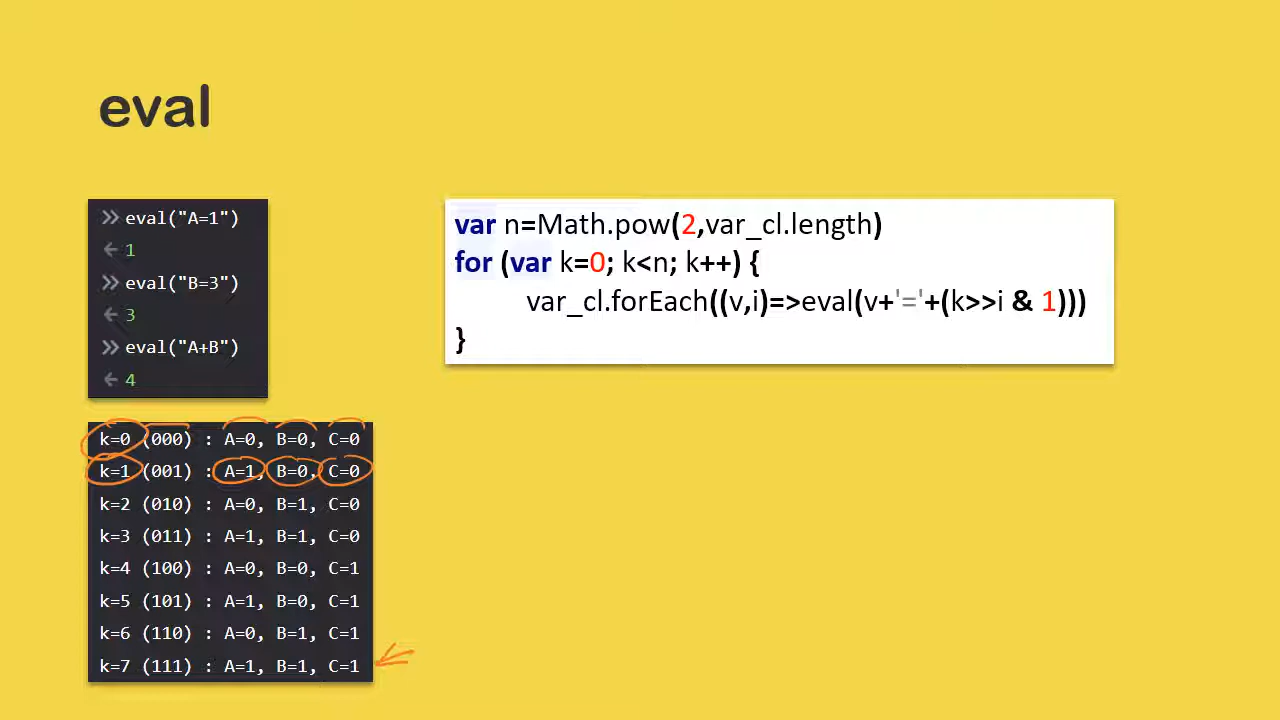 eval
>> eval("A=1")
← 1
>> eval("B=3")
← 3
>> eval("A+B")
← 4
var n=Math.pow(2,var_cl.length)
for (var k=0; k<n; k++) {
var_cl.forEach((v,i)=>eval(v+'='+(k>>i & 1)))
}
k=0 (000) : A=0, B=0, C=0
k=1 (001) : A=1, B=0, C=0
k=2 (010) : A=0, B=1, C=0
k=3 (011) : A=1, B=1, C=0
k=4 (100) : A=0, B=0, C=1
k=5 (101) : A=1, B=0, C=1
k=6 (110) : A=0, B=1, C=1
k=7 (111) : A=1, B=1, C=1